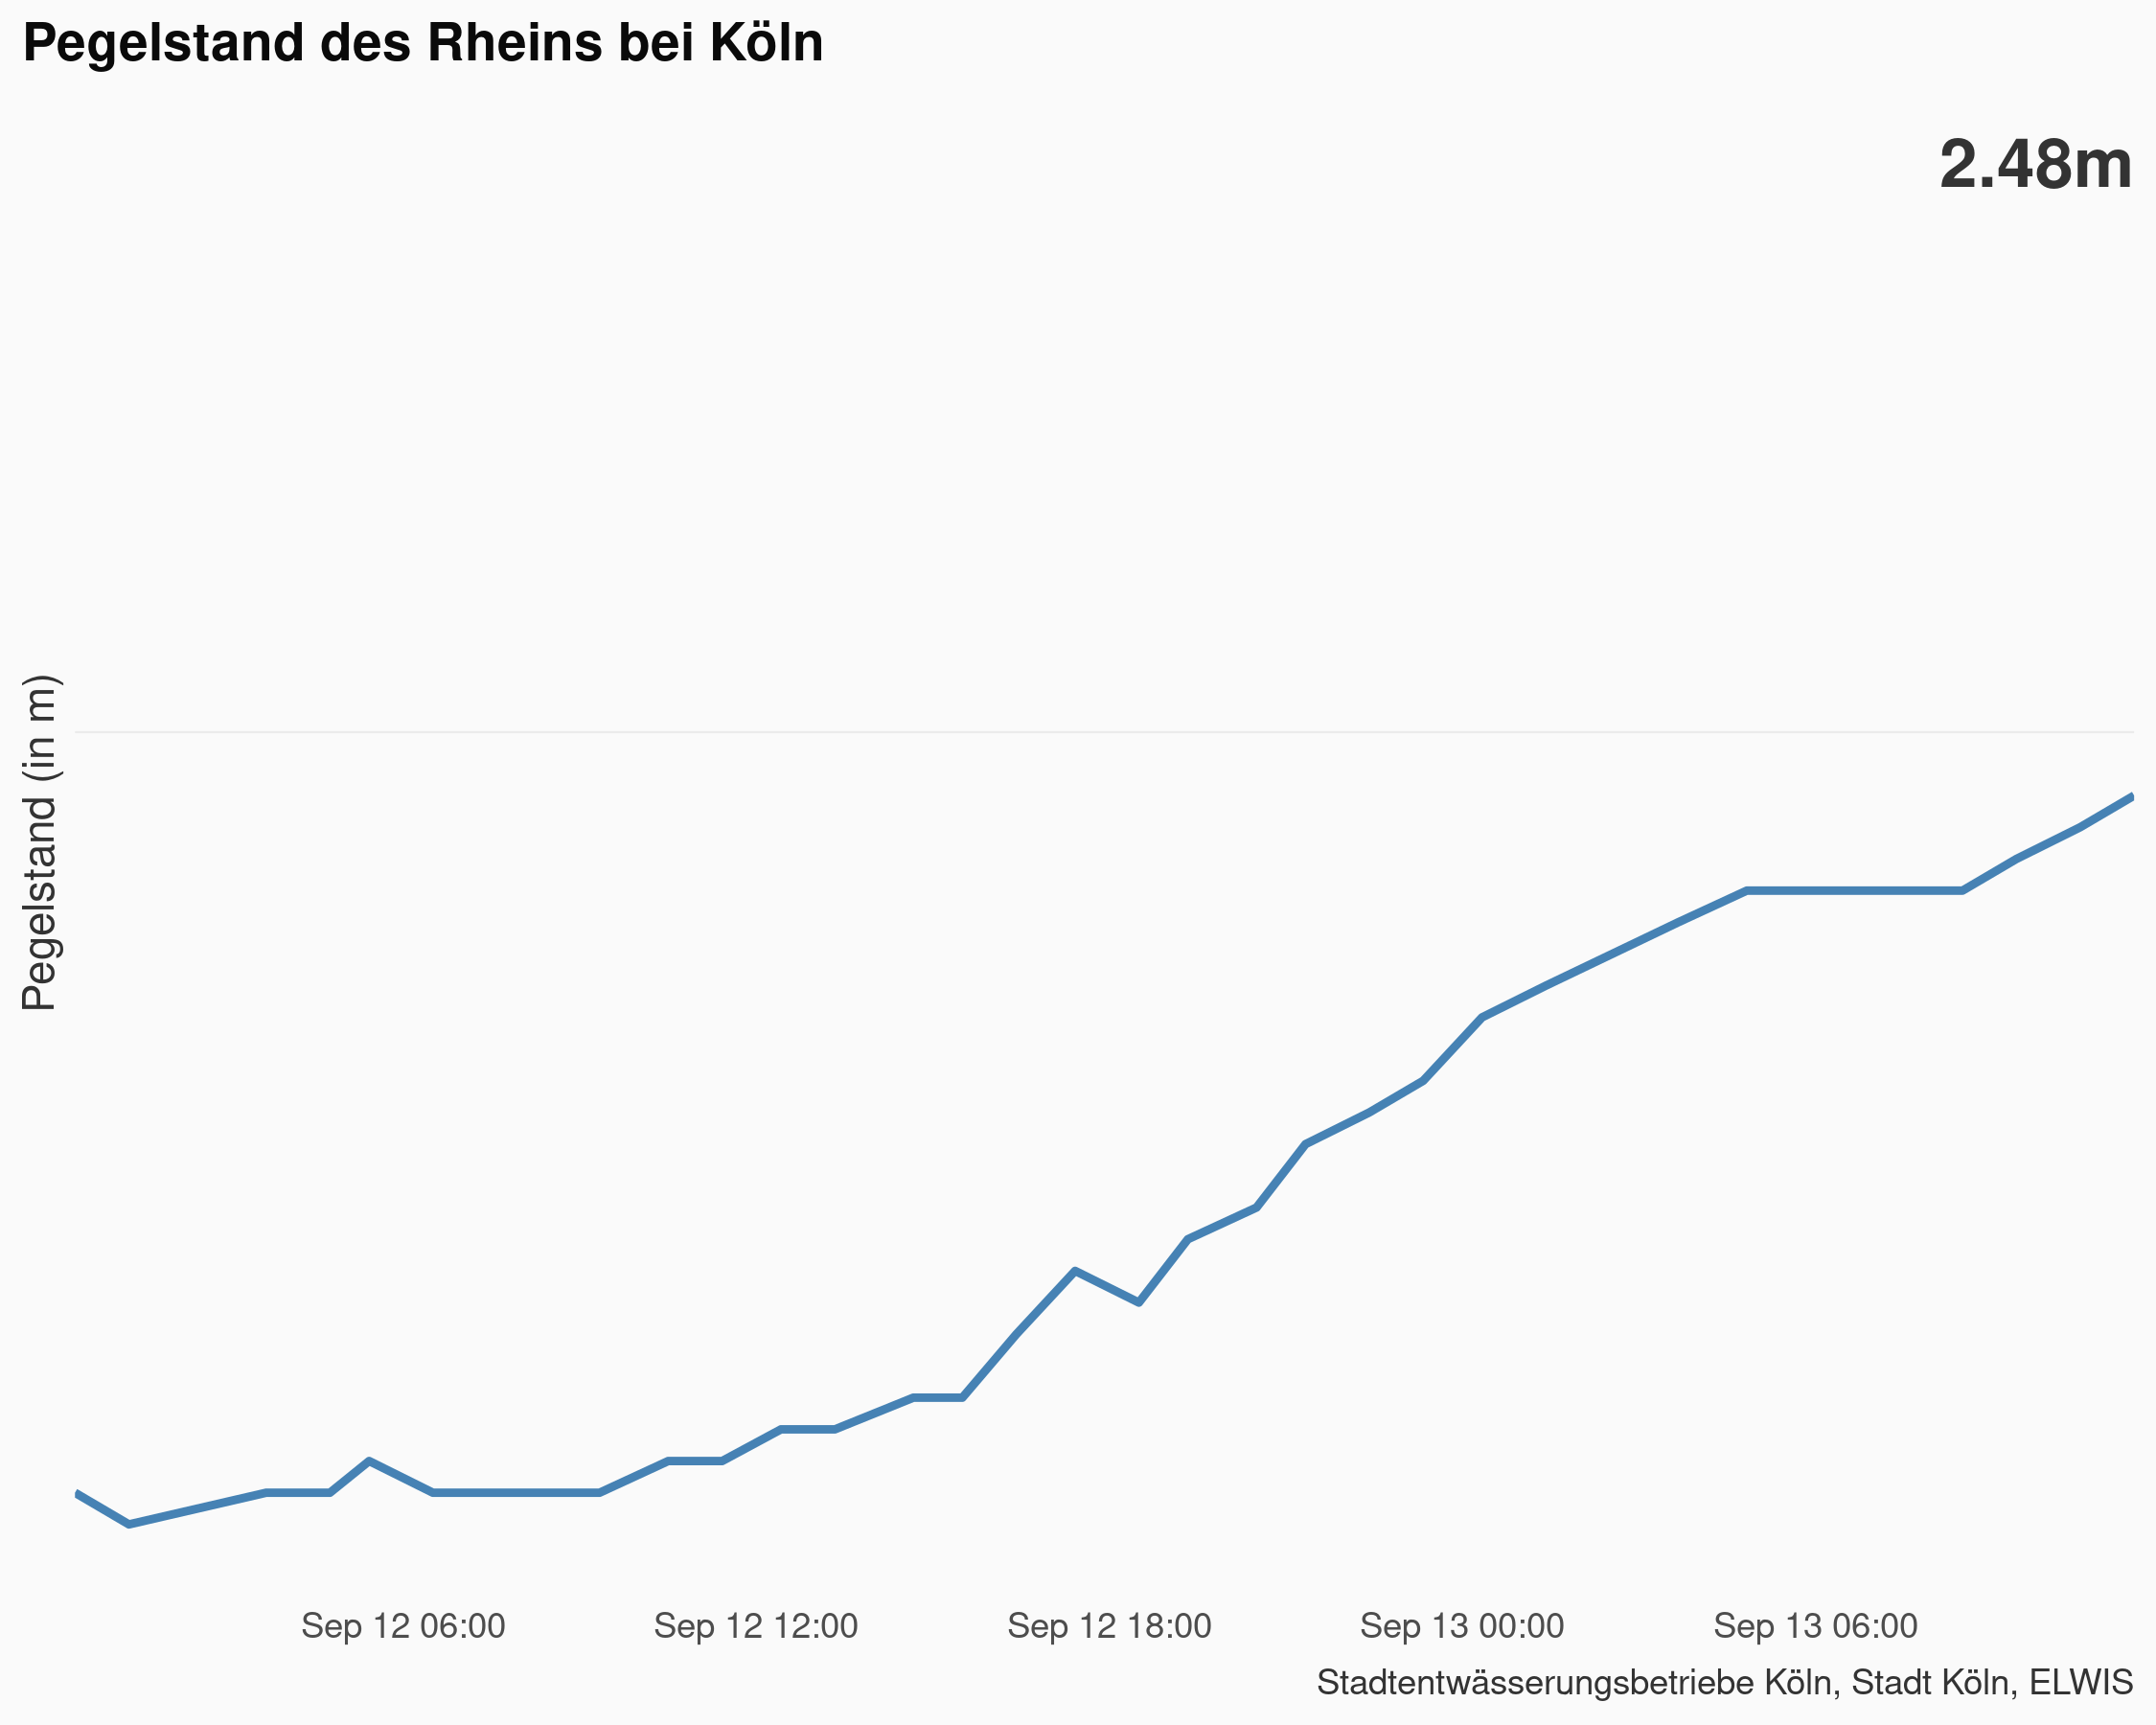 Pegelstand des Rheins bei Köln
2.48m
Pegelstand (in m)
Sep 12 06:00
Sep 12 12:00
Sep 12 18:00
Sep 13 00:00
Sep 13 06:00
Stadtentwässerungsbetriebe Köln, Stadt Köln, ELWIS